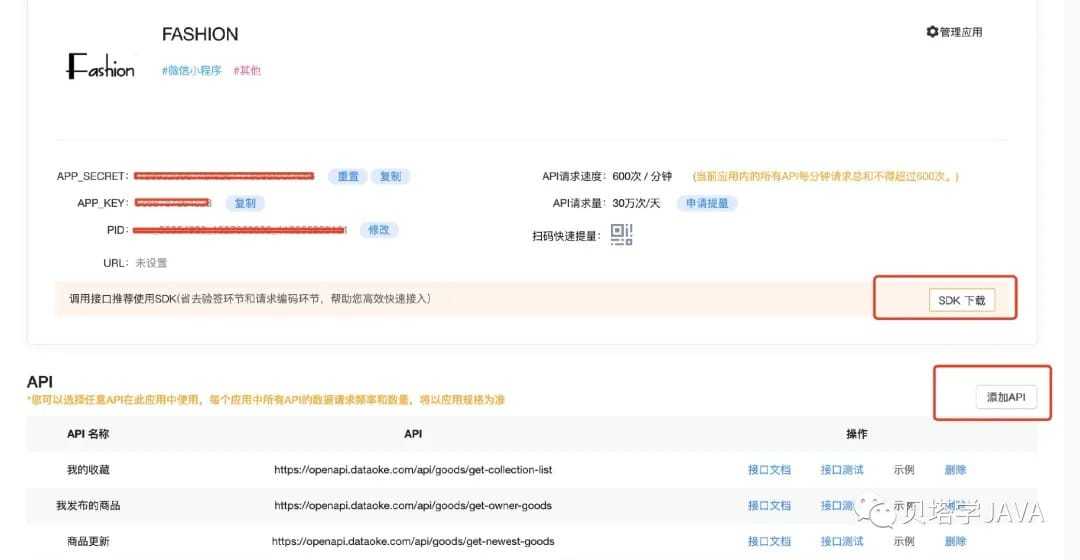 FASHION
管理应用
Fashion
#微信小程序 #其他
APP_SECRET: 重置 复制
API请求速度：600次 / 分钟 (当前应用内的所有API每分钟请求总和不得超过600次。)
APP_KEY: 复制
API请求量：30万次/天 申请提量
PID: 修改
扫码快速提量：
URL: 未设置
调用接口推荐使用SDK(省去验签环节和请求编码环节，帮助您高效快速接入)
SDK 下载
API
*您可以选择任意API在此应用中使用，每个应用中所有API的数据请求频率和数量，将以应用规格为准
添加API
API 名称 API 操作
我的收藏 https://openapi.dataoke.com/api/goods/get-collection-list 接口文档 接口测试 示例 删除
我发布的商品 https://openapi.dataoke.com/api/goods/get-owner-goods 接口文档 接口测试 示例 删除
贝塔学JAVA
商品更新 https://openapi.dataoke.com/api/goods/get-newest-goods 接口文档 接口测试 示例 删除